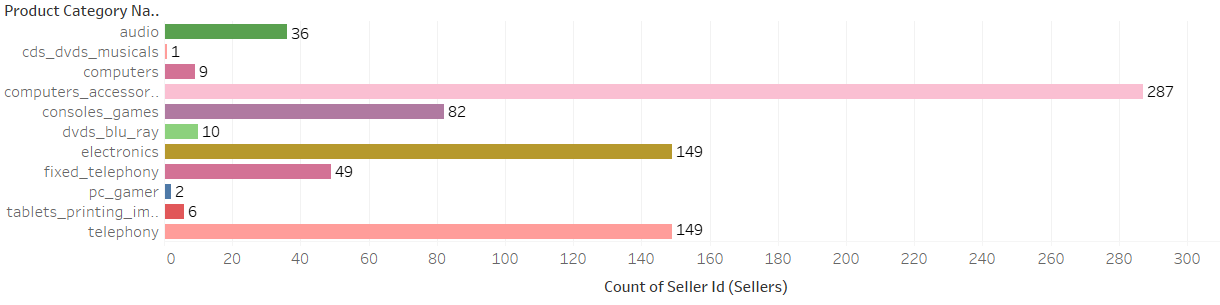 Product Category Na..
audio 36
cds_dvds_musicals 1
computers 9
computers_accessor.. 287
consoles_games 82
dvds_blu_ray 10
electronics 149
fixed_telephony 49
pc_gamer 2
tablets_printing_im.. 6
telephony 149
0 20 40 60 80 100 120 140 160 180 200 220 240 260 280 300
Count of Seller Id (Sellers)